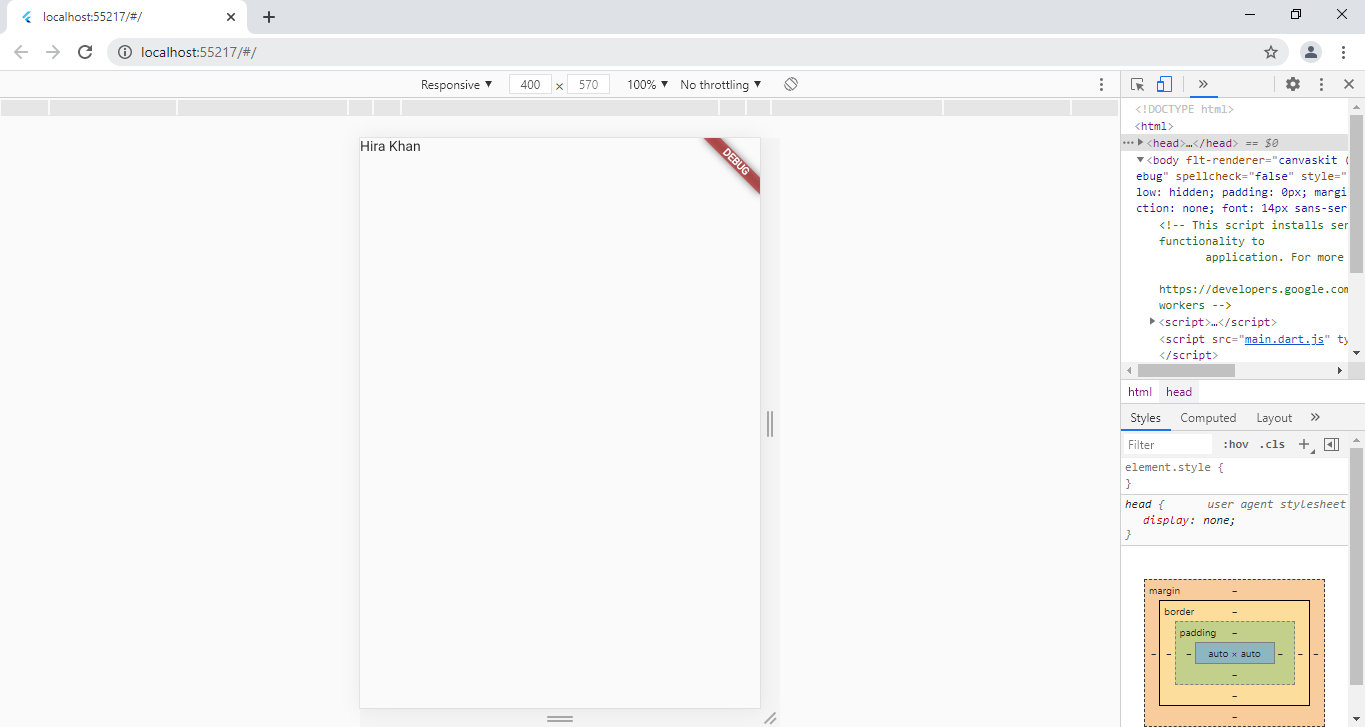 localhost:55217/#/
localhost:55217/#/
Responsive ▼ 400 × 570 100% ▼ No throttling ▼
Hira Khan
DEBUG
<!DOCTYPE html>
<html>
<head>…</head> == $0
<body flt-renderer="canvaskit (
ebug" spellcheck="false" style="
low: hidden; padding: 0px; margi
ction: none; font: 14px sans-ser
<!-- This script installs ser
functionality to
application. For more
https://developers.google.com
workers -->
<script>…</script>
<script src="main.dart.js" ty
</script>
html head
Styles Computed Layout »
Filter :hov .cls +
element.style {
}
head { user agent stylesheet
display: none;
}
margin –
border –
padding –
– – – auto × auto – – –
–
–
–